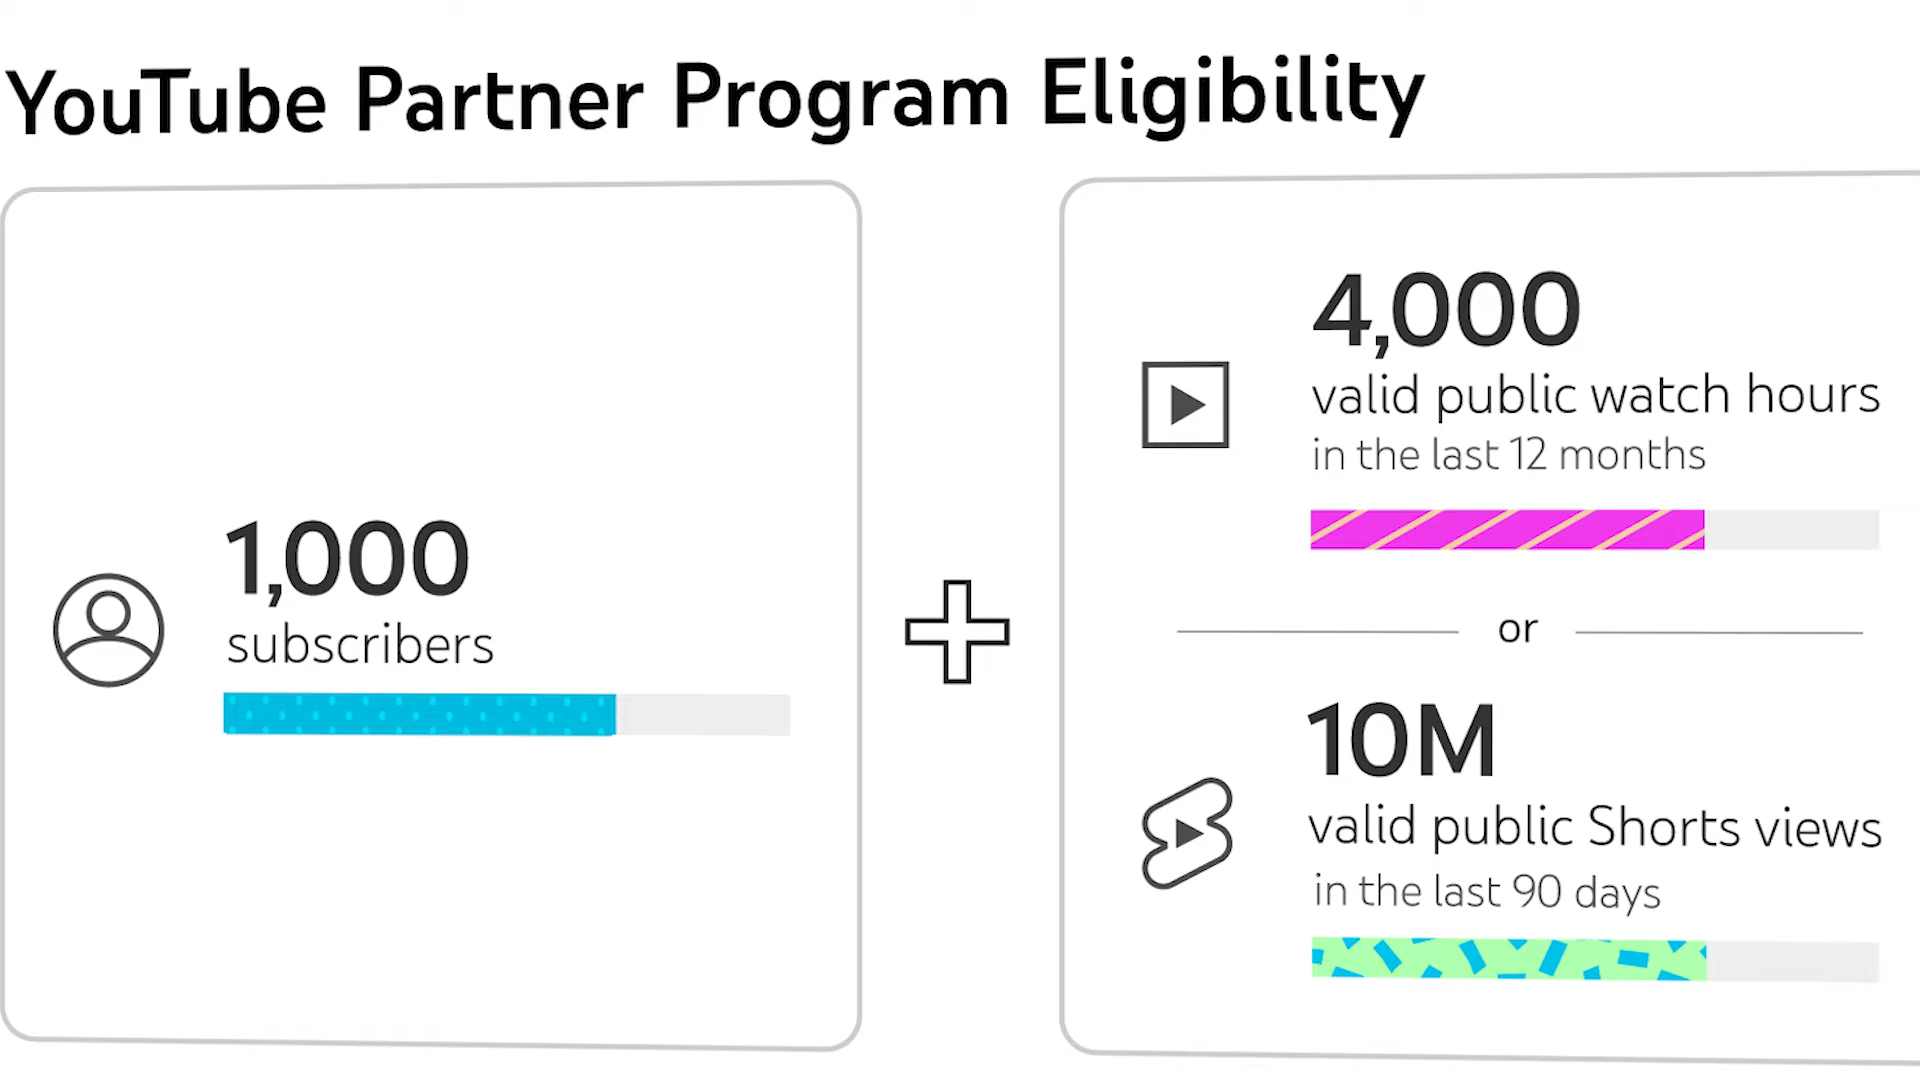 YouTube Partner Program Eligibility
1,000
subscribers
4,000
valid public watch hours
in the last 12 months
or
10M
valid public Shorts views
in the last 90 days